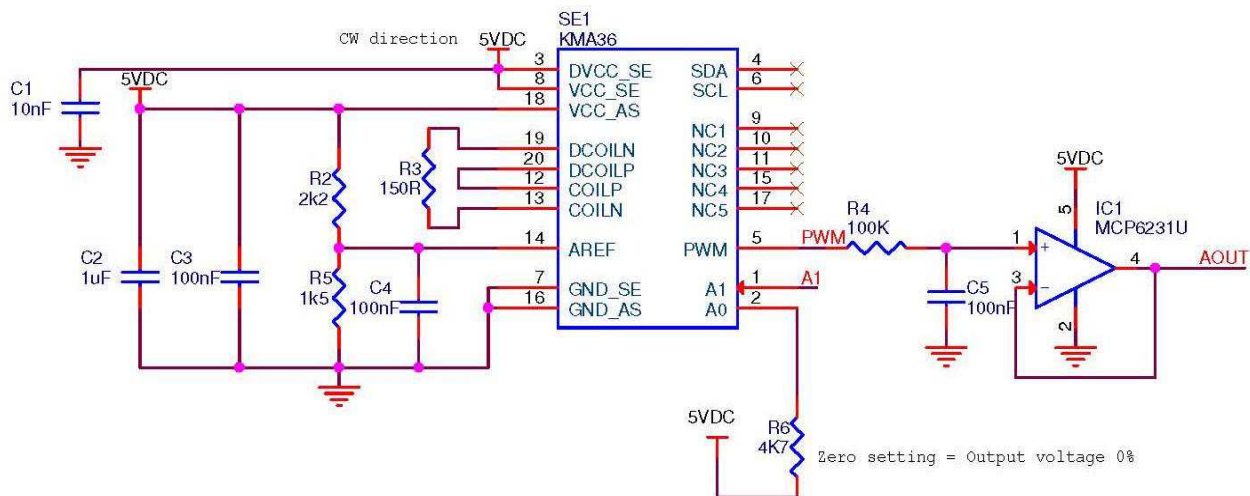 SE1
KMA36
CW direction
5VDC
3
DVCC_SE
SDA
4
8
VCC_SE
SCL
6
5VDC
18
VCC_AS
C1
10nF
NC1
9
19
DCOILN
NC2
10
20
DCOILP
NC3
11
12
COILP
NC4
15
13
COILN
NC5
17
R3
150R
R2
2k2
14
AREF
PWM
5
PWM
R4
100K
5VDC
5
IC1
MCP6231U
1
+
4
AOUT
3
−
2
C2
1uF
C3
100nF
R5
1k5
C4
100nF
7
GND_SE
A1
1
A1
16
GND_AS
A0
2
C5
100nF
5VDC
R6
4K7
Zero setting = Output voltage 0%